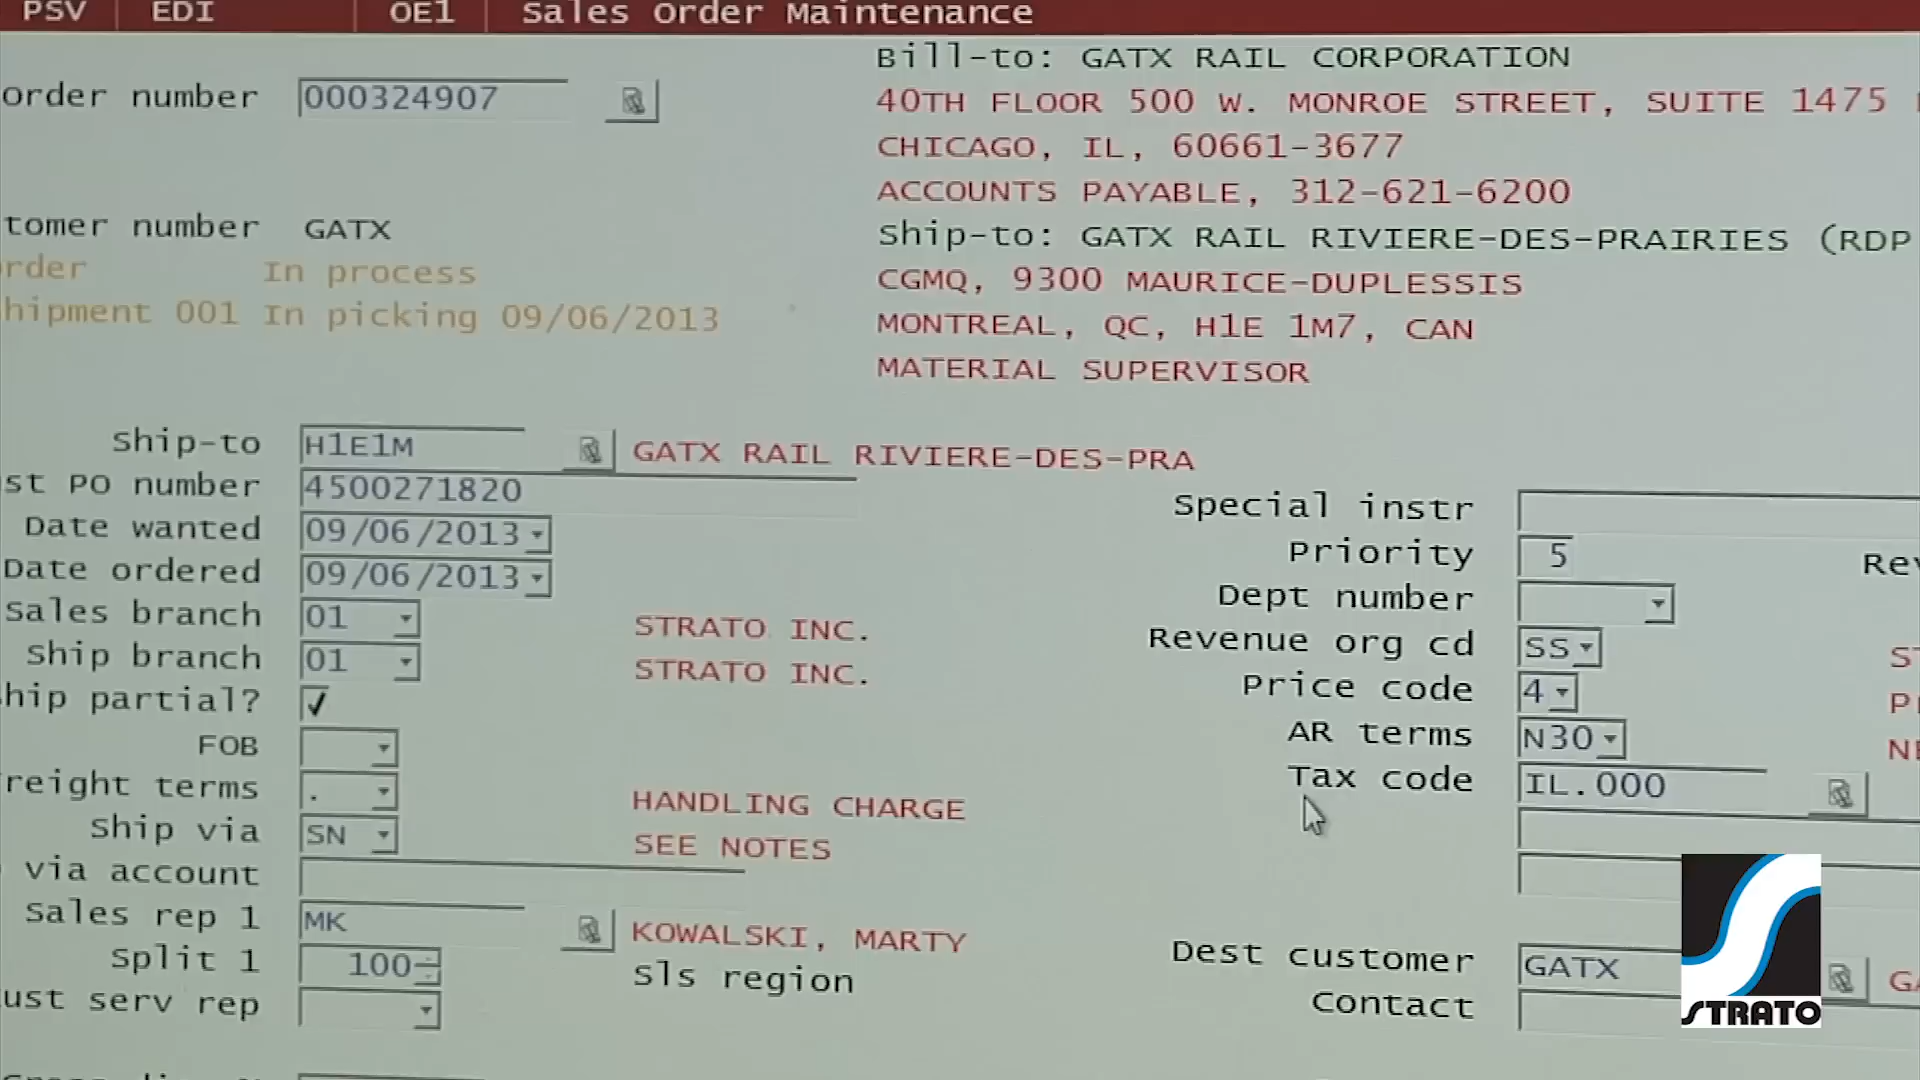 PSV EDI OE1 Sales Order Maintenance
Bill-to: GATX RAIL CORPORATION
order number 000324907
40TH FLOOR 500 W. MONROE STREET, SUITE 1475
CHICAGO, IL, 60661-3677
ACCOUNTS PAYABLE, 312-621-6200
tomer number GATX
Ship-to: GATX RAIL RIVIERE-DES-PRAIRIES (RDP
rder In process
CGMQ, 9300 MAURICE-DUPLESSIS
hipment 001 In picking 09/06/2013
MONTREAL, QC, H1E 1M7, CAN
MATERIAL SUPERVISOR
Ship-to H1E1M GATX RAIL RIVIERE-DES-PRA
st PO number 4500271820
Special instr
Date wanted 09/06/2013
Priority 5 Rev
Date ordered 09/06/2013
Dept number
Sales branch 01 STRATO INC.
Revenue org cd SS ST
Ship branch 01 STRATO INC.
Price code 4
hip partial?
AR terms N30 NE
FOB
Tax code IL.000
reight terms . HANDLING CHARGE
Ship via SN SEE NOTES
via account
Sales rep 1 MK KOWALSKI, MARTY
Split 1 100 Sls region
Dest customer GATX GA
ust serv rep
Contact
STRATO